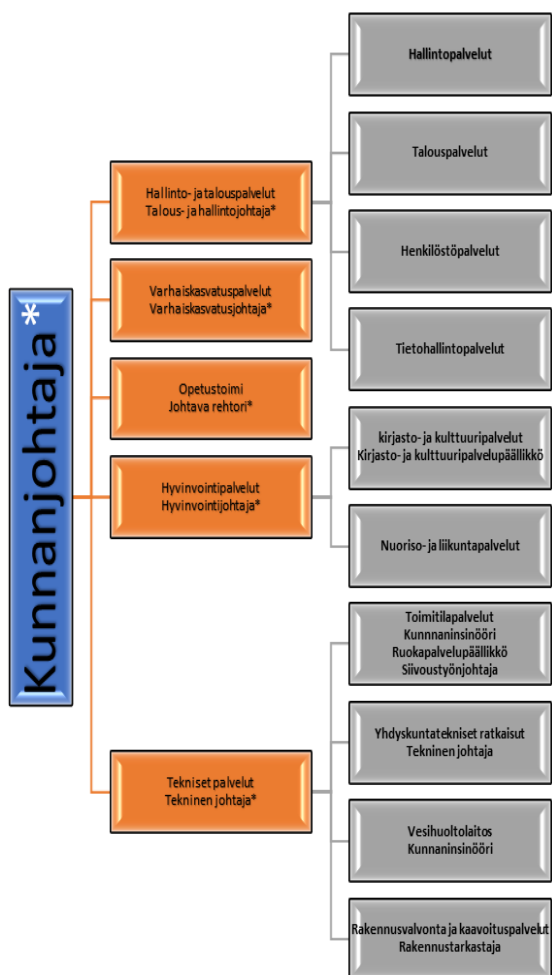 Kunnanjohtaja*
Hallinto- ja talouspalvelut
Talous- ja hallintojohtaja*
Varhaiskasvatuspalvelut
Varhaiskasvatusjohtaja*
Opetustoimi
Johtava rehtori*
Hyvinvointipalvelut
Hyvinvointijohtaja*
Tekniset palvelut
Tekninen johtaja*
Hallintopalvelut
Talouspalvelut
Henkilöstöpalvelut
Tietohallintopalvelut
kirjasto- ja kulttuuripalvelut
Kirjasto- ja kulttuuripalvelupäällikkö
Nuoriso- ja liikuntapalvelut
Toimitilapalvelut
Kunnnaninsinööri
Ruokapalvelupäällikkö
Siivoustyönjohtaja
Yhdyskuntatekniset ratkaisut
Tekninen johtaja
Vesihuoltolaitos
Kunnaninsinööri
Rakennusvalvonta ja kaavoituspalvelut
Rakennustarkastaja